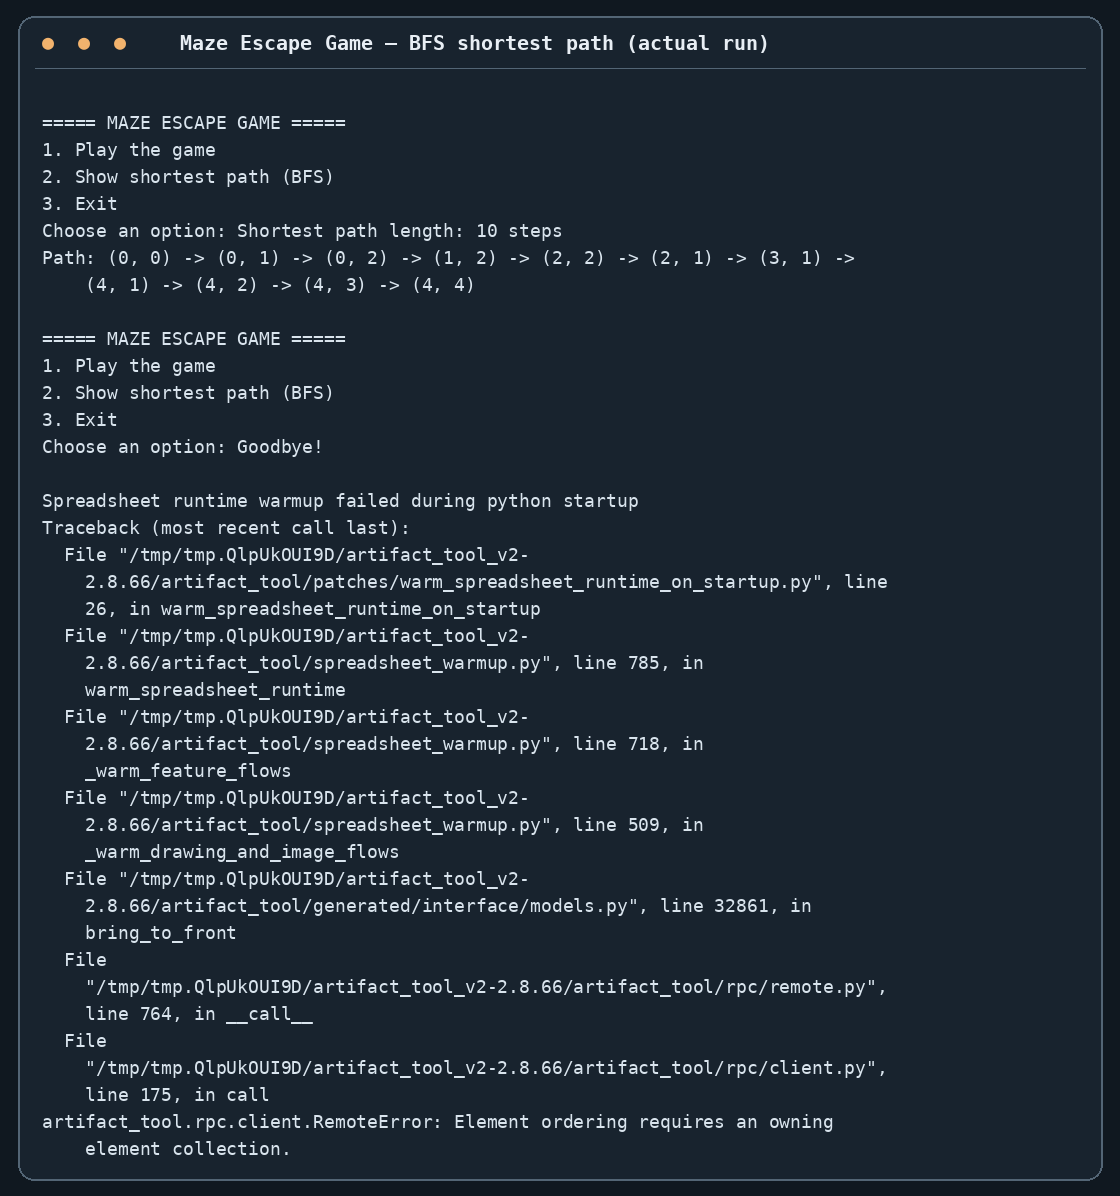 Maze Escape Game — BFS shortest path (actual run)
===== MAZE ESCAPE GAME =====
1. Play the game
2. Show shortest path (BFS)
3. Exit
Choose an option: Shortest path length: 10 steps
Path: (0, 0) -> (0, 1) -> (0, 2) -> (1, 2) -> (2, 2) -> (2, 1) -> (3, 1) ->
(4, 1) -> (4, 2) -> (4, 3) -> (4, 4)
===== MAZE ESCAPE GAME =====
1. Play the game
2. Show shortest path (BFS)
3. Exit
Choose an option: Goodbye!
Spreadsheet runtime warmup failed during python startup
Traceback (most recent call last):
File "/tmp/tmp.QlpUkOUI9D/artifact_tool_v2-
2.8.66/artifact_tool/patches/warm_spreadsheet_runtime_on_startup.py", line
26, in warm_spreadsheet_runtime_on_startup
File "/tmp/tmp.QlpUkOUI9D/artifact_tool_v2-
2.8.66/artifact_tool/spreadsheet_warmup.py", line 785, in
warm_spreadsheet_runtime
File "/tmp/tmp.QlpUkOUI9D/artifact_tool_v2-
2.8.66/artifact_tool/spreadsheet_warmup.py", line 718, in
_warm_feature_flows
File "/tmp/tmp.QlpUkOUI9D/artifact_tool_v2-
2.8.66/artifact_tool/spreadsheet_warmup.py", line 509, in
_warm_drawing_and_image_flows
File "/tmp/tmp.QlpUkOUI9D/artifact_tool_v2-
2.8.66/artifact_tool/generated/interface/models.py", line 32861, in
bring_to_front
File
"/tmp/tmp.QlpUkOUI9D/artifact_tool_v2-2.8.66/artifact_tool/rpc/remote.py",
line 764, in __call__
File
"/tmp/tmp.QlpUkOUI9D/artifact_tool_v2-2.8.66/artifact_tool/rpc/client.py",
line 175, in call
artifact_tool.rpc.client.RemoteError: Element ordering requires an owning
element collection.